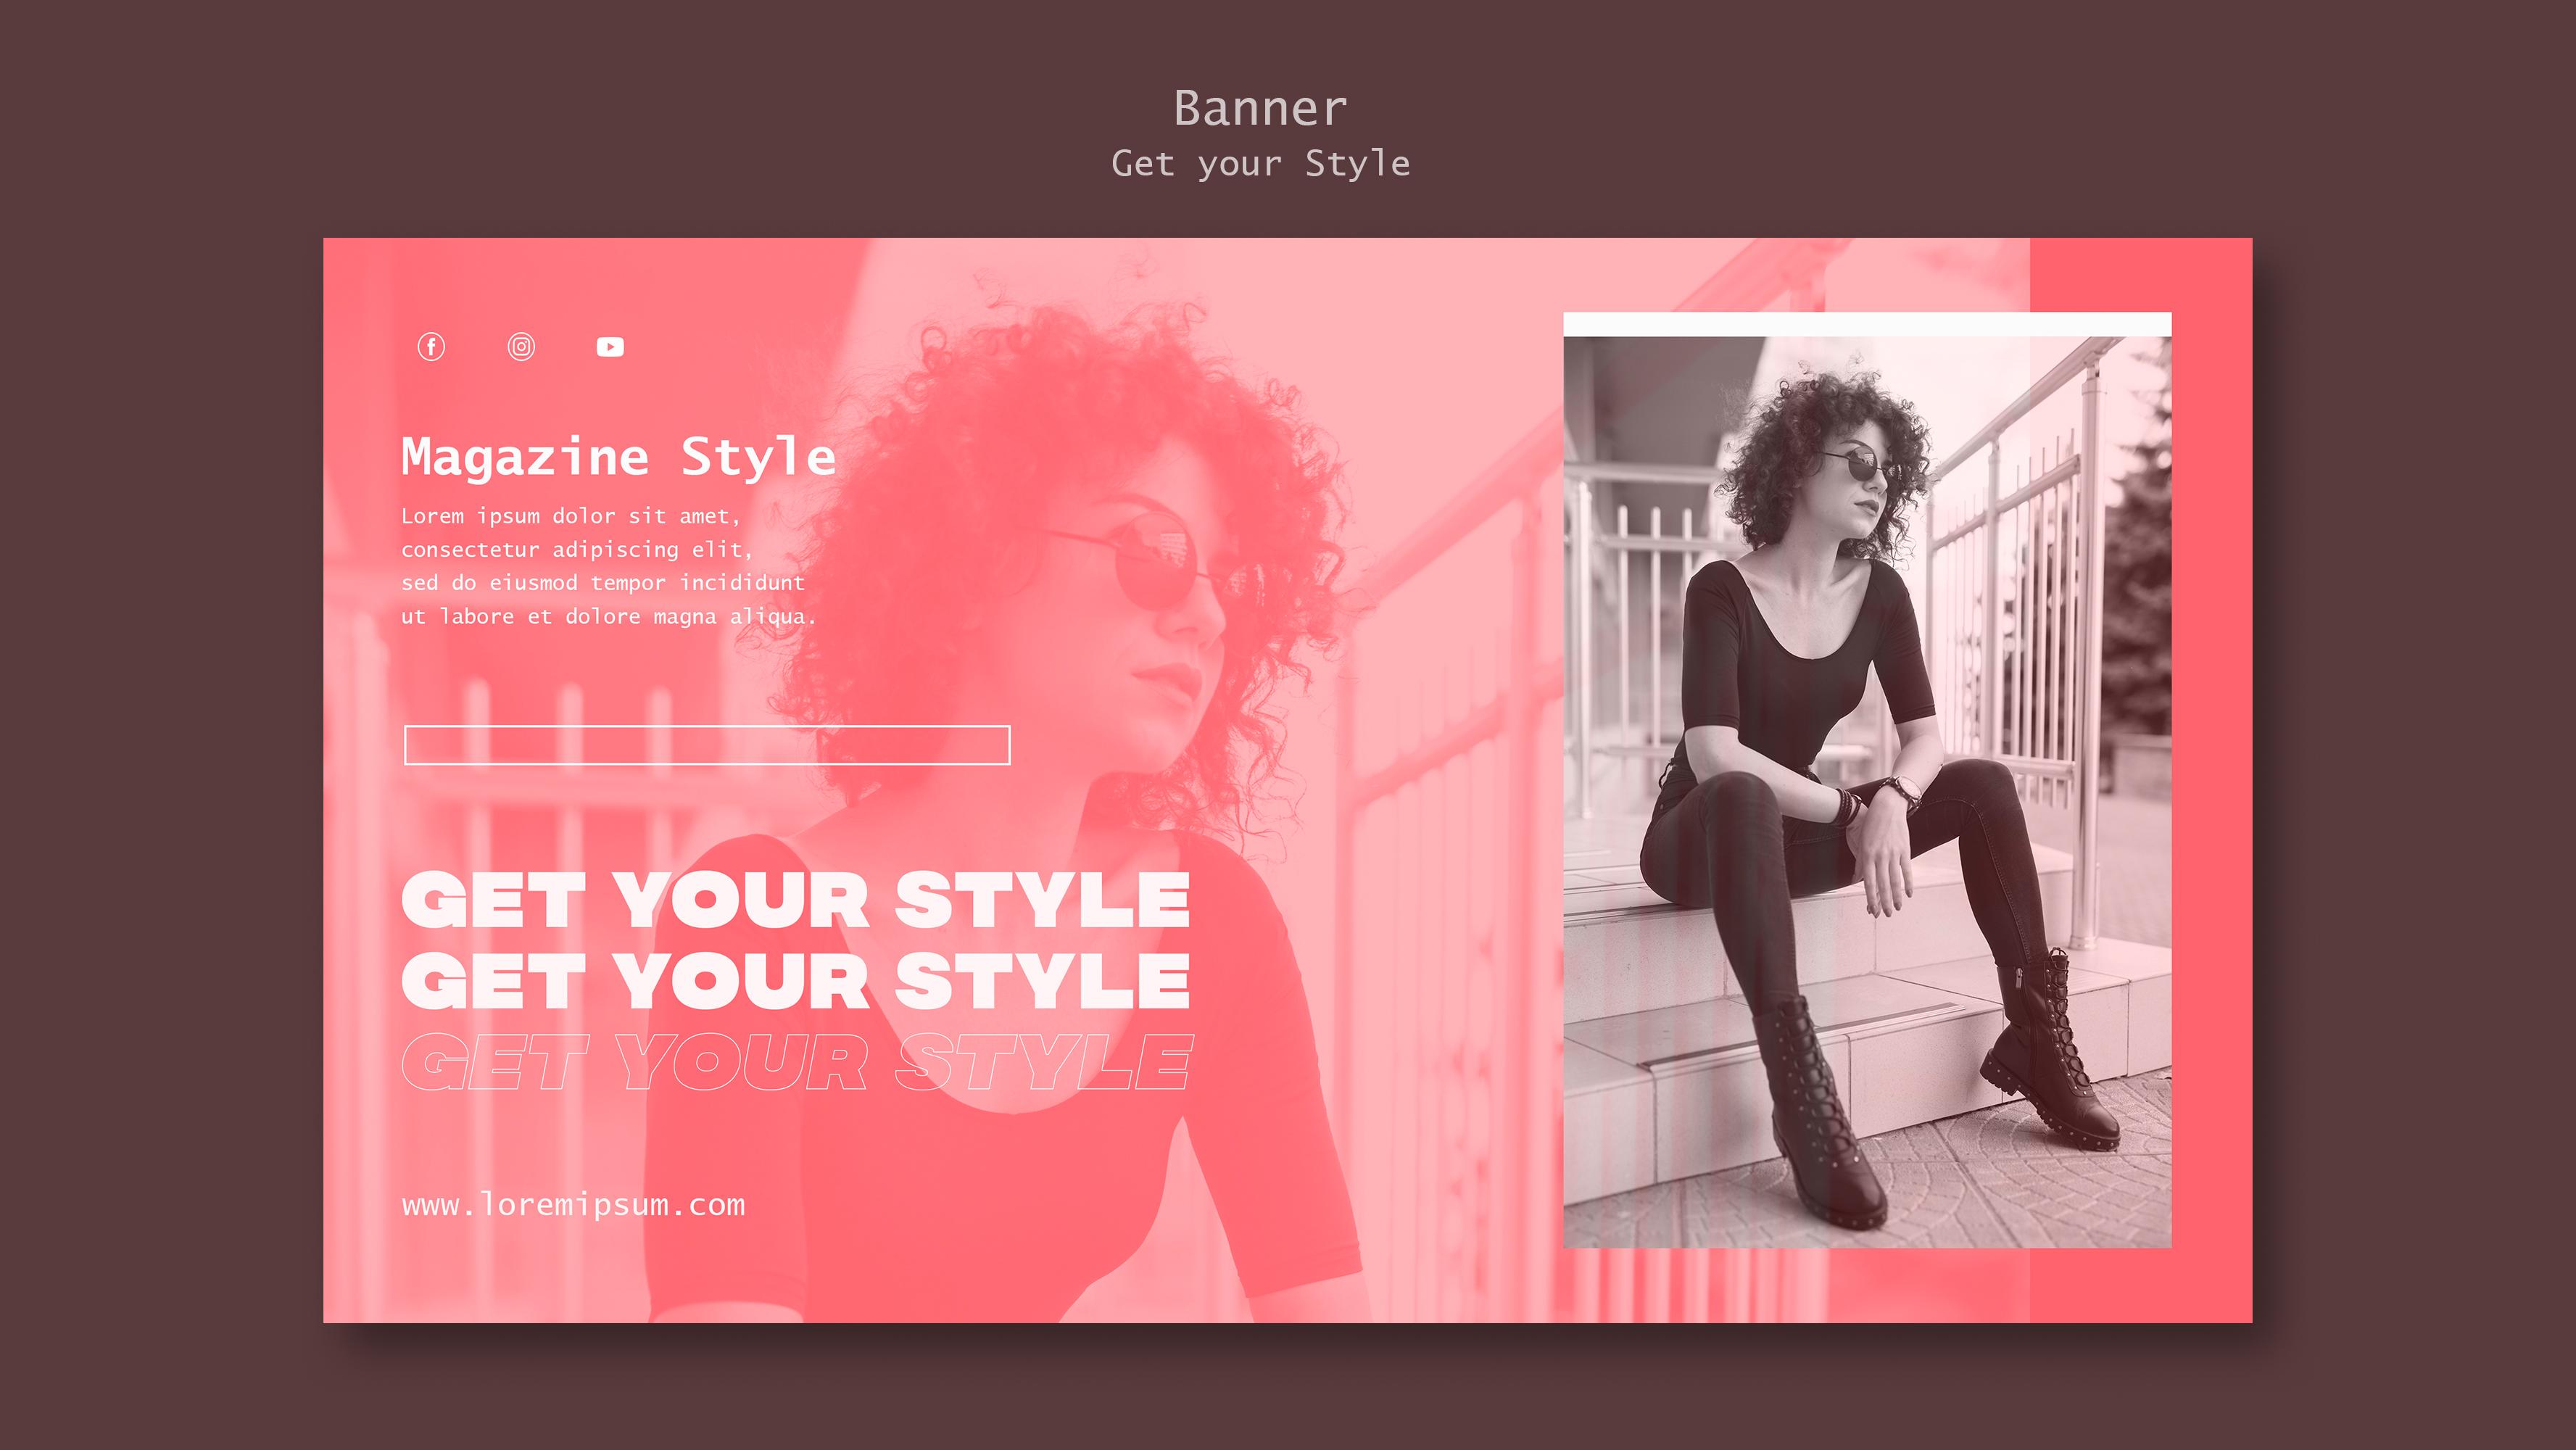 Banner
Get your Style
Magazine Style
Lorem ipsum dolor sit amet,
consectetur adipiscing elit,
sed do eiusmod tempor incididunt
ut labore et dolore magna aliqua.
GET YOUR STYLE
GET YOUR STYLE
GET YOUR STYLE
www.loremipsum.com